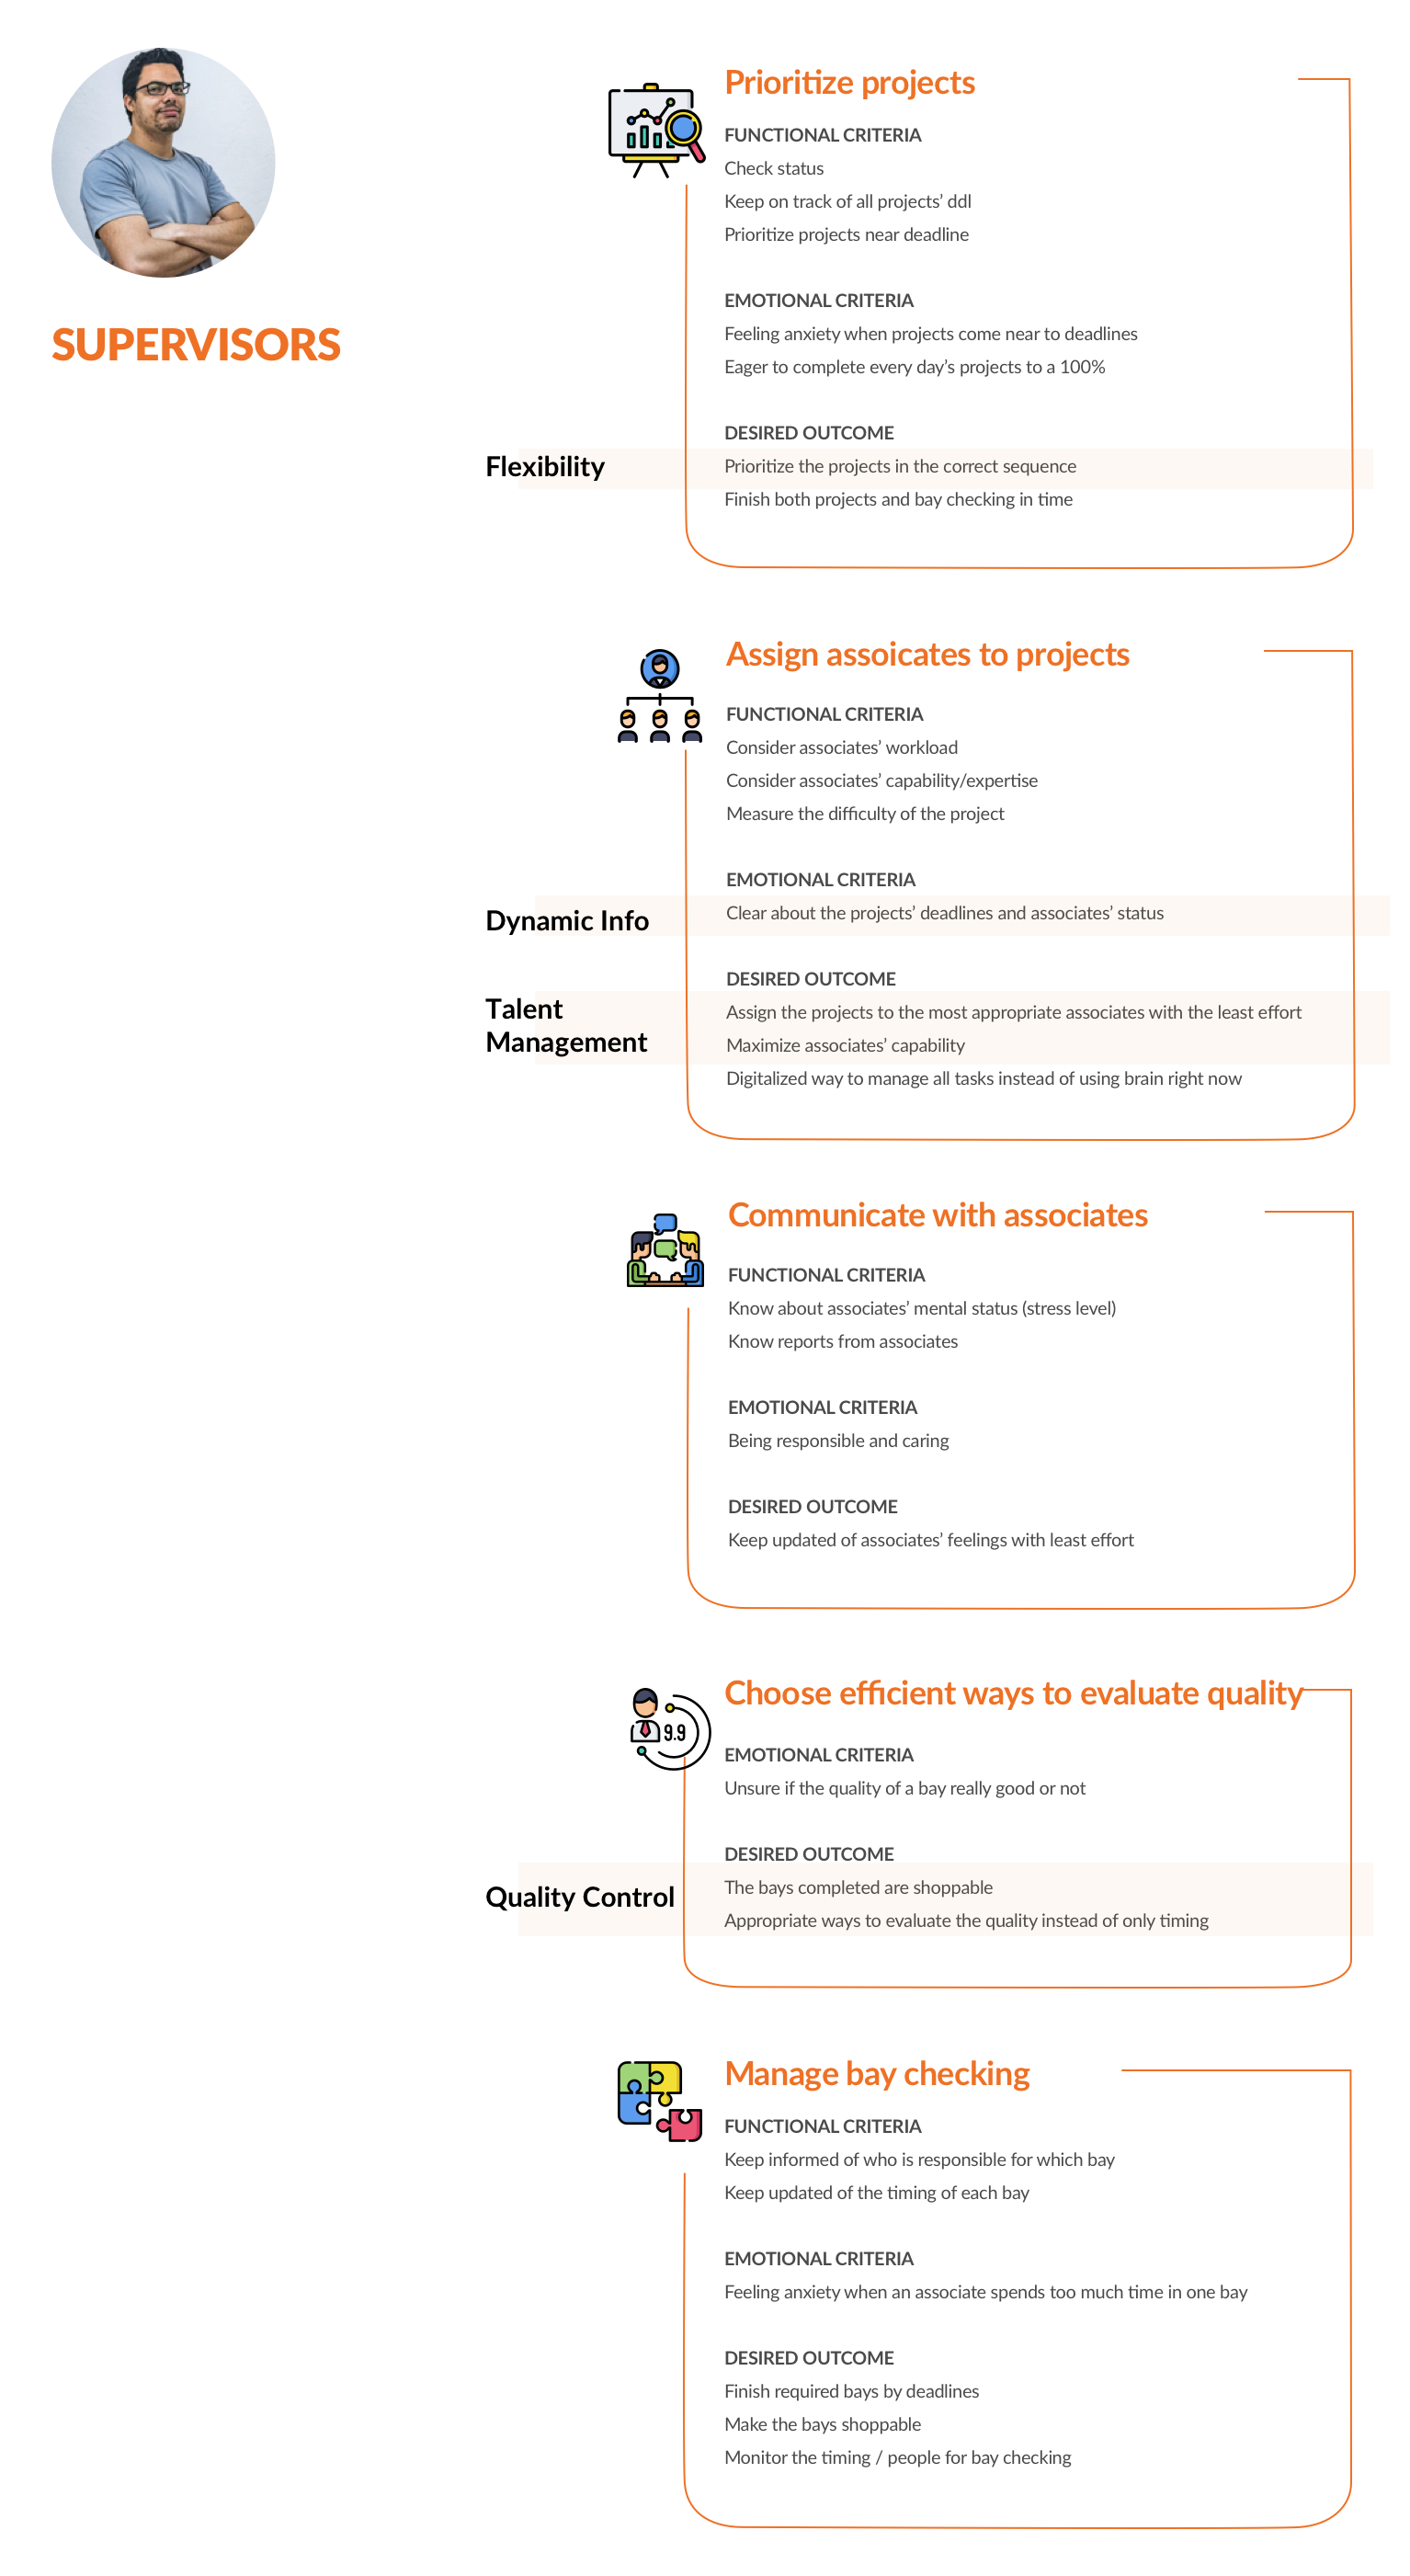 SUPERVISORS
Prioritize projects
FUNCTIONAL CRITERIA
Check status
Keep on track of all projects’ ddl
Prioritize projects near deadline
EMOTIONAL CRITERIA
Feeling anxiety when projects come near to deadlines
Eager to complete every day’s projects to a 100%
DESIRED OUTCOME
Flexibility
Prioritize the projects in the correct sequence
Finish both projects and bay checking in time
Assign assoicates to projects
FUNCTIONAL CRITERIA
Consider associates’ workload
Consider associates’ capability/expertise
Measure the difficulty of the project
EMOTIONAL CRITERIA
Dynamic Info
Clear about the projects’ deadlines and associates’ status
DESIRED OUTCOME
Talent
Management
Assign the projects to the most appropriate associates with the least effort
Maximize associates’ capability
Digitalized way to manage all tasks instead of using brain right now
Communicate with associates
FUNCTIONAL CRITERIA
Know about associates’ mental status (stress level)
Know reports from associates
EMOTIONAL CRITERIA
Being responsible and caring
DESIRED OUTCOME
Keep updated of associates’ feelings with least effort
Choose efficient ways to evaluate quality
9.9
EMOTIONAL CRITERIA
Unsure if the quality of a bay really good or not
DESIRED OUTCOME
Quality Control
The bays completed are shoppable
Appropriate ways to evaluate the quality instead of only timing
Manage bay checking
FUNCTIONAL CRITERIA
Keep informed of who is responsible for which bay
Keep updated of the timing of each bay
EMOTIONAL CRITERIA
Feeling anxiety when an associate spends too much time in one bay
DESIRED OUTCOME
Finish required bays by deadlines
Make the bays shoppable
Monitor the timing / people for bay checking